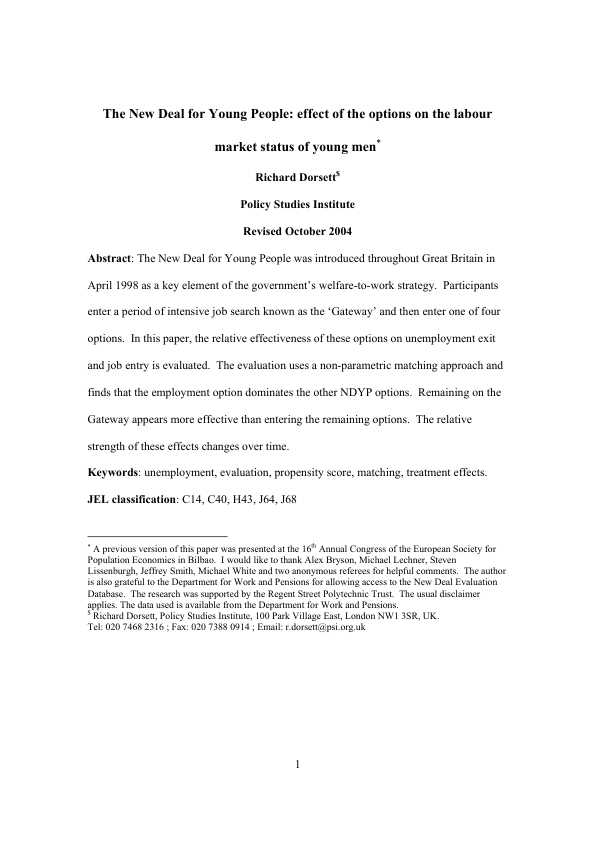 The New Deal for Young People: effect of the options on the labour
market status of young men*
Richard Dorsett$
Policy Studies Institute
Revised October 2004
Abstract: The New Deal for Young People was introduced throughout Great Britain in
April 1998 as a key element of the government's welfare-to-work strategy.  Participants
enter a period of intensive job search known as the 'Gateway' and then enter one of four
options.  In this paper, the relative effectiveness of these options on unemployment exit
and job entry is evaluated.  The evaluation uses a non-parametric matching approach and
finds that the employment option dominates the other NDYP options.  Remaining on the
Gateway appears more effective than entering the remaining options.  The relative
strength of these effects changes over time.
Keywords: unemployment, evaluation, propensity score, matching, treatment effects.
JEL classification: C14, C40, H43, J64, J68
* A previous version of this paper was presented at the 16th Annual Congress of the European Society for
Population Economics in Bilbao.  I would like to thank Alex Bryson, Michael Lechner, Steven
Lissenburgh, Jeffrey Smith, Michael White and two anonymous referees for helpful comments.  The author
is also grateful to the Department for Work and Pensions for allowing access to the New Deal Evaluation
Database.  The research was supported by the Regent Street Polytechnic Trust.  The usual disclaimer
applies. The data used is available from the Department for Work and Pensions.
$ Richard Dorsett, Policy Studies Institute, 100 Park Village East, London NW1 3SR, UK.
Tel: 020 7468 2316 ; Fax: 020 7388 0914 ; Email: r.dorsett@psi.org.uk
1